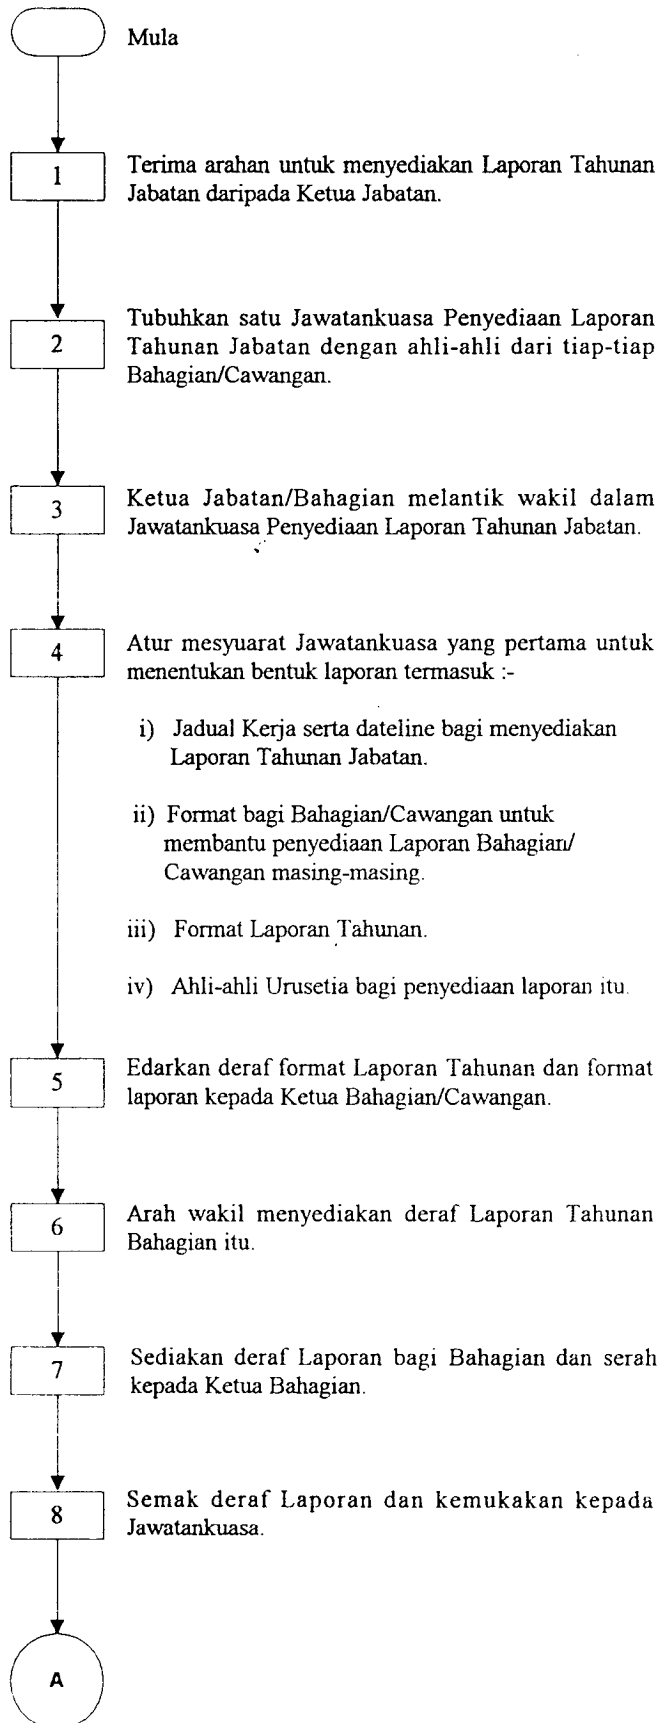 Mula
1
Terima arahan untuk menyediakan Laporan Tahunan
Jabatan daripada Ketua Jabatan.
2
Tubuhkan satu Jawatankuasa Penyediaan Laporan
Tahunan Jabatan dengan ahli-ahli dari tiap-tiap
Bahagian/Cawangan.
3
Ketua Jabatan/Bahagian melantik wakil dalam
Jawatankuasa Penyediaan Laporan Tahunan Jabatan.
4
Atur mesyuarat Jawatankuasa yang pertama untuk
menentukan bentuk laporan termasuk :-
i) Jadual Kerja serta dateline bagi menyediakan
Laporan Tahunan Jabatan.
ii) Format bagi Bahagian/Cawangan untuk
membantu penyediaan Laporan Bahagian/
Cawangan masing-masing.
iii) Format Laporan Tahunan.
iv) Ahli-ahli Urusetia bagi penyediaan laporan itu.
5
Edarkan deraf format Laporan Tahunan dan format
laporan kepada Ketua Bahagian/Cawangan.
6
Arah wakil menyediakan deraf Laporan Tahunan
Bahagian itu.
7
Sediakan deraf Laporan bagi Bahagian dan serah
kepada Ketua Bahagian.
8
Semak deraf Laporan dan kemukakan kepada
Jawatankuasa.
A